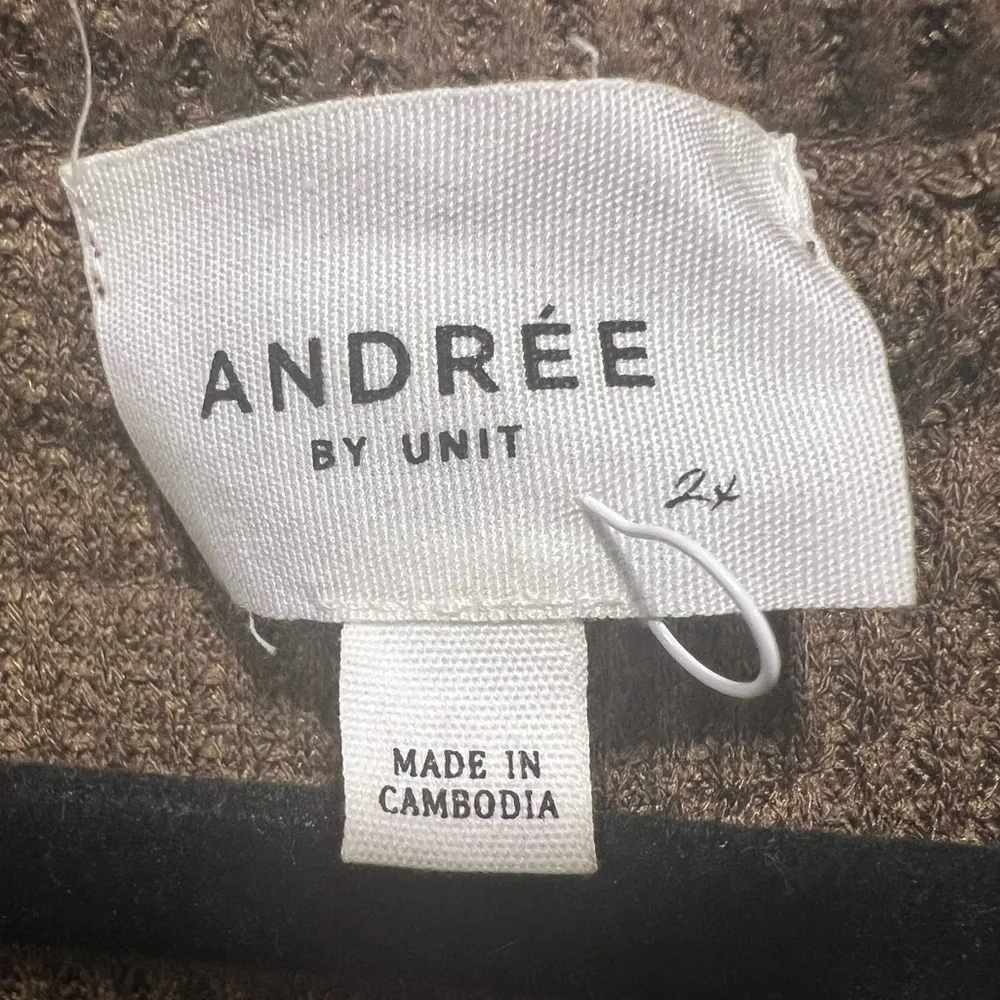 ANDRÉE
BY UNIT
2x
MADE IN
CAMBODIA